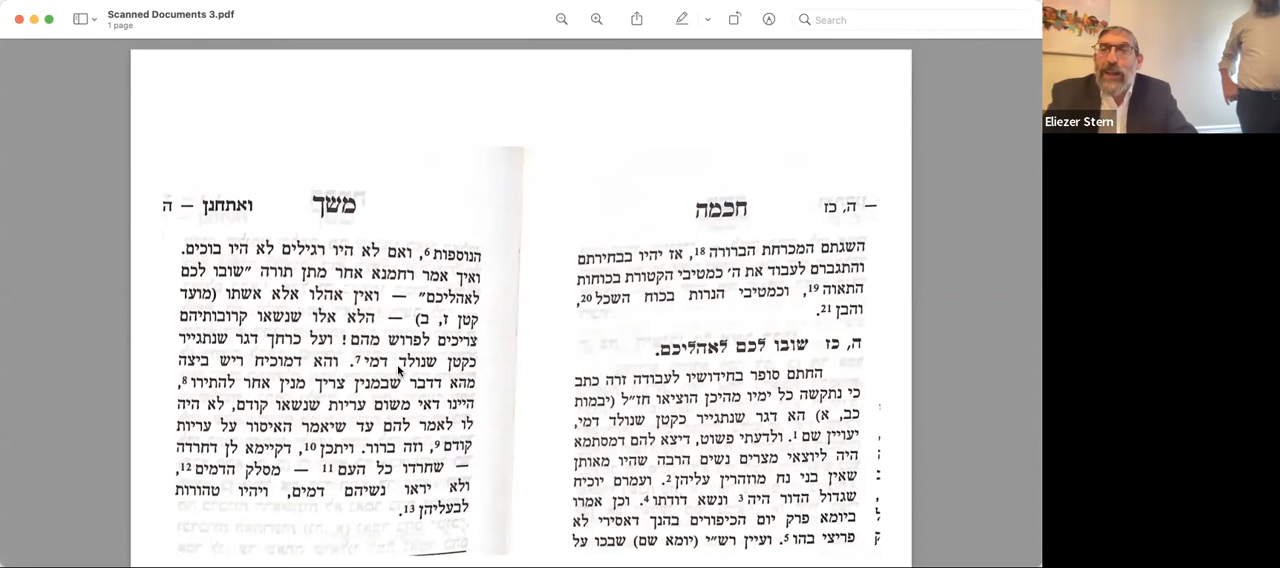 Scanned Documents 3.pdf
1 page
Search
Eliezer Stern
— ה, כז
חכמה
השגתם המכרחת הברורה 18, אז יהיו בבחירתם
והתגברם לעבוד את ה׳ כמטיבי הקטורת בכוחות
התאוה 19, וכמטיבי הנרות בכוח השכל 20,
והבן 21.
ה, כז שובו לכם לאהליכם.
החתם סופר בחידושיו לעבודה זרה כתב
כי נתקשה כל ימיו מהיכן הוציאו חז״ל (יבמות
כב, א) הא דגר שנתגייר כקטן שנולד דמי,
יעויין שם 1. ולדעתי פשוט, דיצא להם דמסתמא
היה ליוצאי מצרים נשים הרבה שהיו מאותן
שאין בני נח מוזהרין עליהן 2. ועמרם יוכיח
שגדול הדור היה 3 ונשא דודתו 4. וכן אמרו
ביומא פרק יום הכיפורים בהנך דאסירי לא
פריצי בהו 5. ועיין רש״י (יומא שם) שבכו על
משך
ואתחנן — ה
הנוספות 6, ואם לא היו רגילים לא היו בוכים.
ואיך אמר רחמנא אחר מתן תורה ״שובו לכם
לאהליכם״ — ואין אהלו אלא אשתו (מועד
קטן ז, ב) — הלא אלו שנשאו קרובותיהם
צריכים לפרוש מהם! ועל כרחך דגר שנתגייר
כקטן שנולד דמי 7. והא דמוכיח ריש ביצה
מהא דדבר שבמנין צריך מנין אחר להתירו 8,
היינו דאי משום עריות שנשאו קודם, לא היה
לו לאמר להם עד שיאמר האיסור על עריות
קודם 9, וזה ברור. ויתכן 10, דקיימא לן דחרדה
— שחרדו כל העם 11 — מסלק הדמים 12,
ולא יראו נשיהם דמים, ויהיו טהורות
לבעליהן 13.